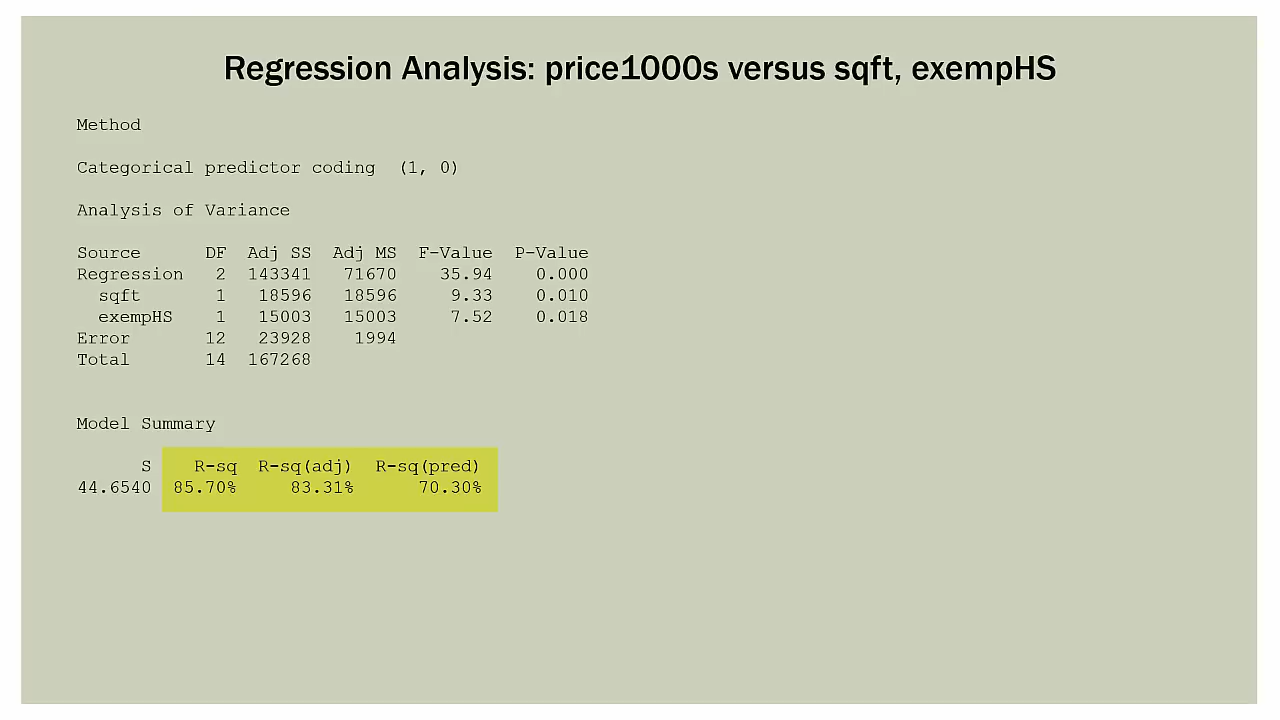 Regression Analysis: price1000s versus sqft, exempHS
Method
Categorical predictor coding  (1, 0)
Analysis of Variance
Source      DF  Adj SS  Adj MS  F-Value  P-Value
Regression   2  143341   71670    35.94    0.000
  sqft       1   18596   18596     9.33    0.010
  exempHS    1   15003   15003     7.52    0.018
Error       12   23928    1994
Total       14  167268
Model Summary
      S    R-sq  R-sq(adj)  R-sq(pred)
44.6540  85.70%     83.31%      70.30%